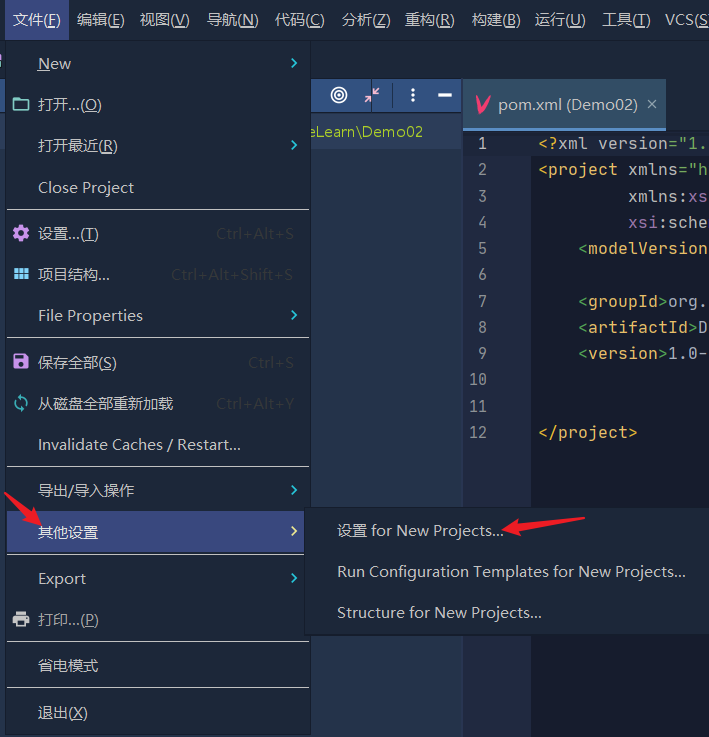 文件(F) 编辑(E) 视图(V) 导航(N) 代码(C) 分析(Z) 重构(R) 构建(B) 运行(U) 工具(T) VCS(S
New
打开...(O)
打开最近(R)
Close Project
设置...(T) Ctrl+Alt+S
项目结构... Ctrl+Alt+Shift+S
File Properties
保存全部(S) Ctrl+S
从磁盘全部重新加载 Ctrl+Alt+Y
Invalidate Caches / Restart...
导出/导入操作
其他设置
Export
打印...(P)
省电模式
退出(X)
设置 for New Projects...
Run Configuration Templates for New Projects...
Structure for New Projects...
eLearn\Demo02
pom.xml (Demo02)
1 <?xml version="1.
2 <project xmlns="h
3 xmlns:xs
4 xsi:sche
5 <modelVersion
6
7 <groupId>org.
8 <artifactId>D
9 <version>1.0-
10
11
12 </project>